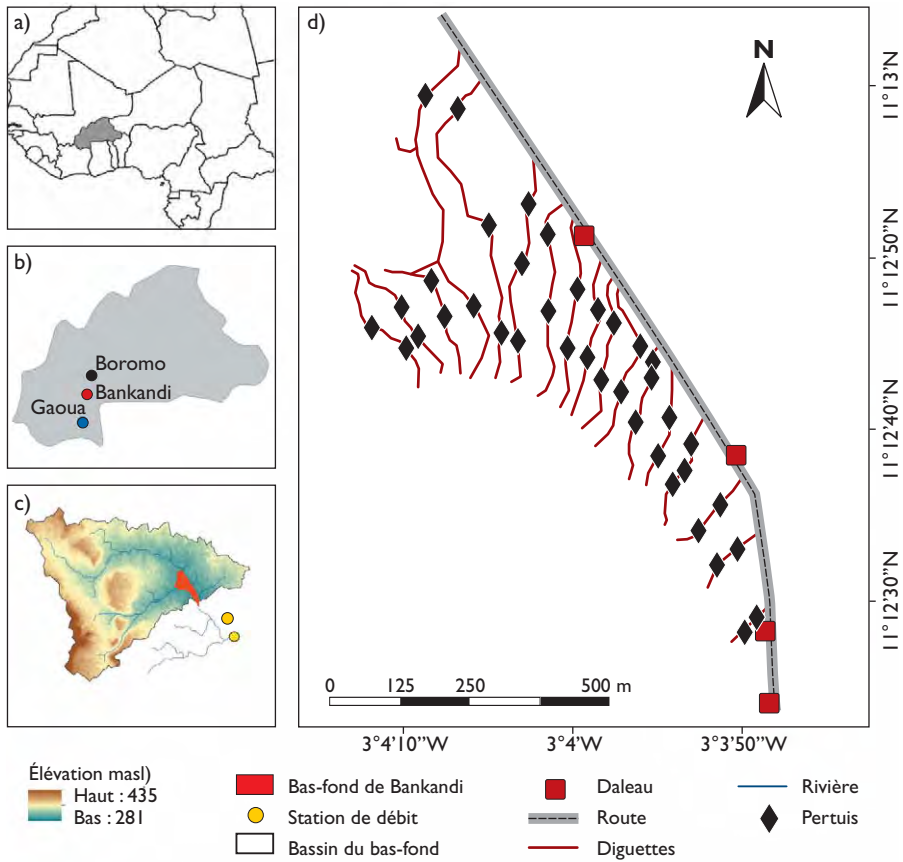 a)
b)
Boromo
Bankandi
Gaoua
c)
d)
N
11°13'N
11°12'50"N
11°12'40"N
11°12'30"N
0 125 250 500 m
3°4'10"W 3°4'W 3°3'50"W
Élévation masl)
Haut : 435
Bas : 281
Bas-fond de Bankandi
Station de débit
Bassin du bas-fond
Daleau
Route
Diguettes
Rivière
Pertuis